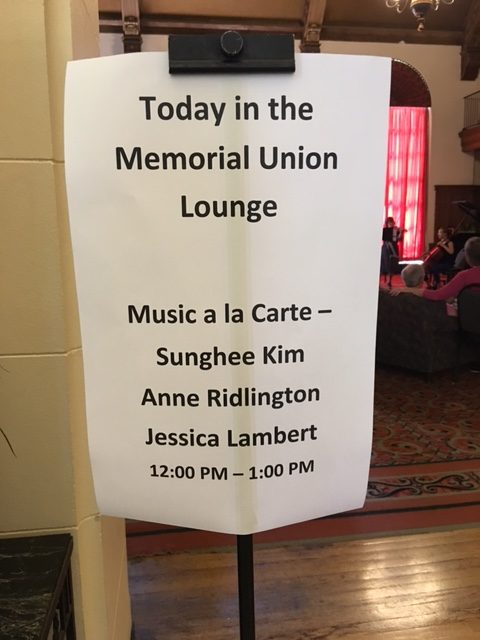 Today in the
Memorial Union
Lounge
Music a la Carte –
Sunghee Kim
Anne Ridlington
Jessica Lambert
12:00 PM – 1:00 PM